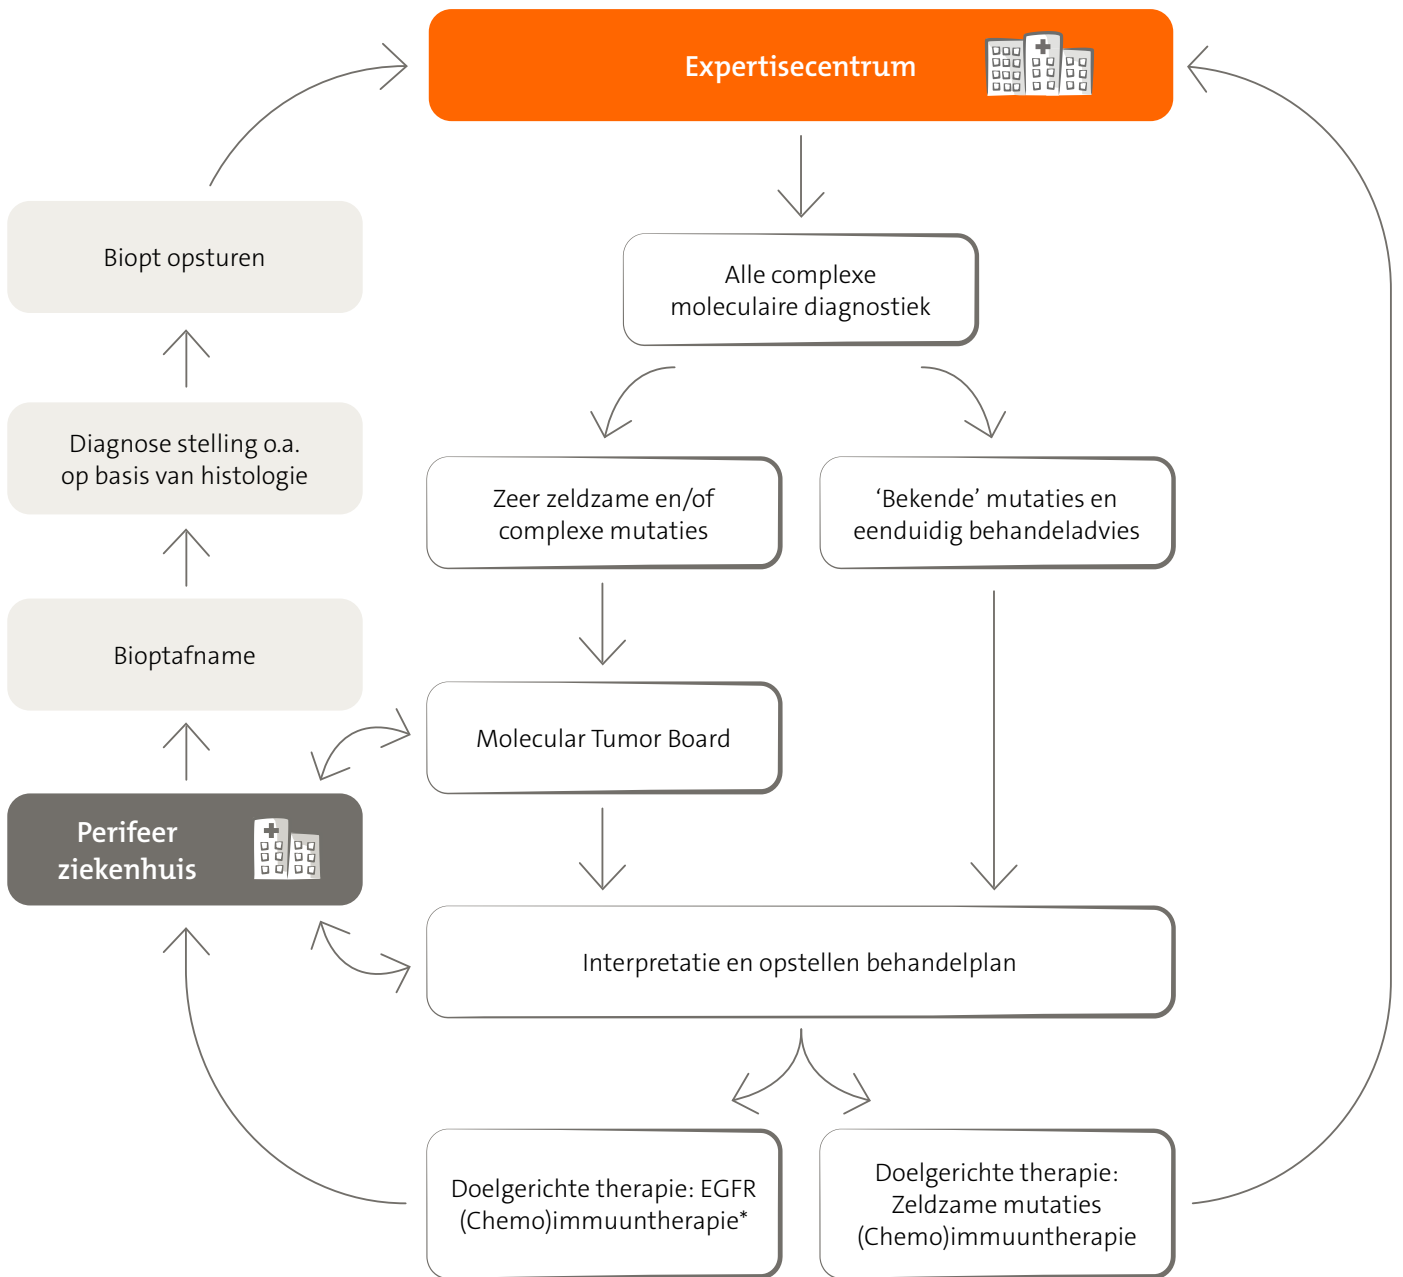 Expertisecentrum
Biopt opsturen
Alle complexe
moleculaire diagnostiek
Diagnose stelling o.a.
op basis van histologie
Zeer zeldzame en/of
complexe mutaties
‘Bekende’ mutaties en
eenduidig behandeladvies
Bioptafname
Molecular Tumor Board
Perifeer
ziekenhuis
Interpretatie en opstellen behandelplan
Doelgerichte therapie: EGFR
(Chemo)immuuntherapie*
Doelgerichte therapie:
Zeldzame mutaties
(Chemo)immuuntherapie